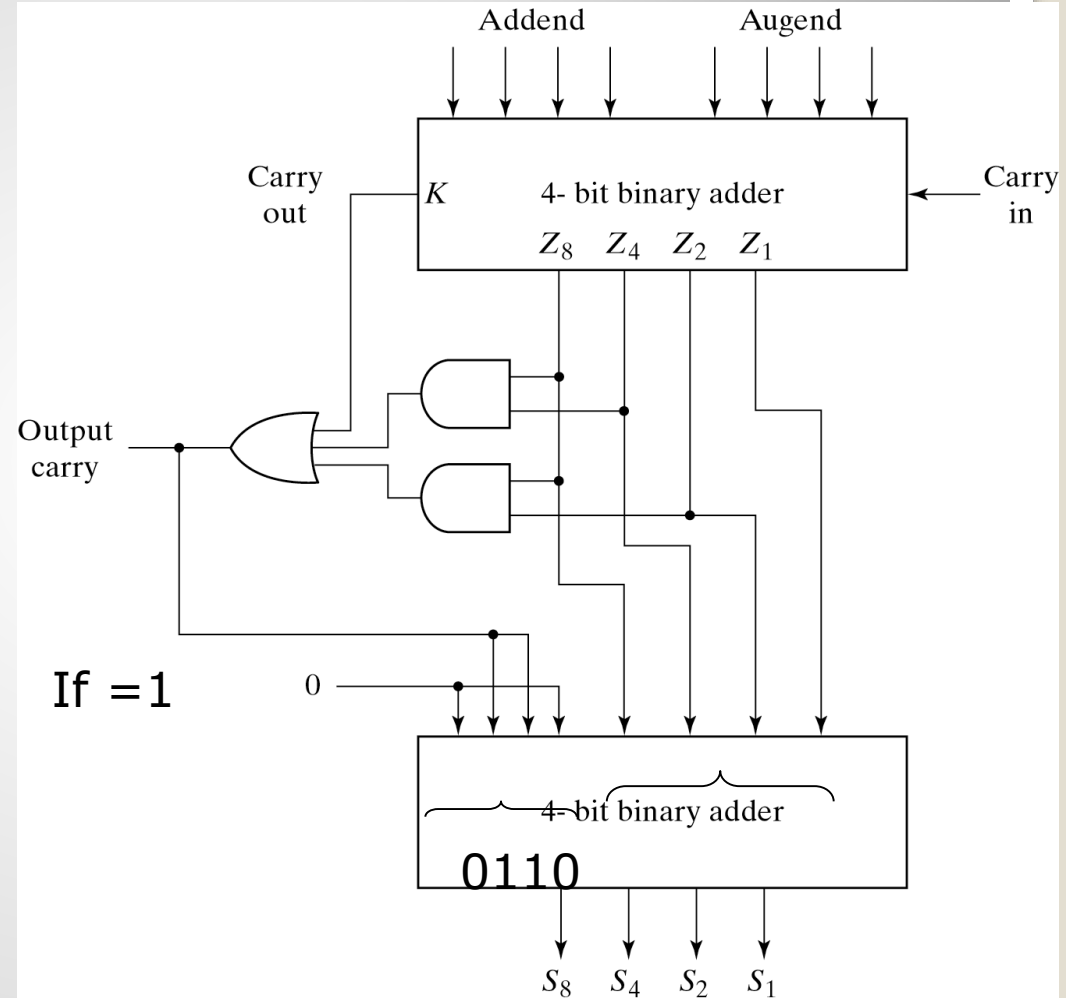 Addend Augend
Carry out
K 4- bit binary adder
Carry in
Z8 Z4 Z2 Z1
Output carry
If =1
0
4- bit binary adder
0110
S8 S4 S2 S1